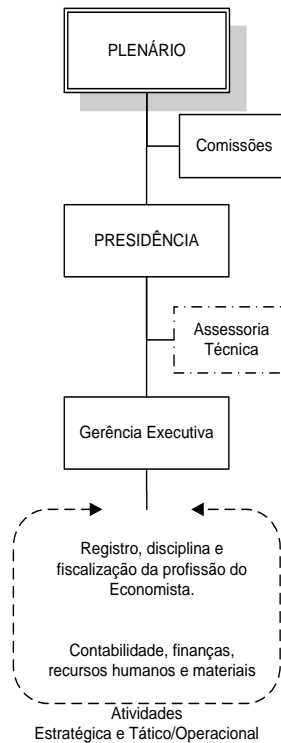 PLENÁRIO
Comissões
PRESIDÊNCIA
Assessoria
Técnica
Gerência Executiva
Registro, disciplina e
fiscalização da profissão do
Economista.
Contabilidade, finanças,
recursos humanos e materiais
Atividades
Estratégica e Tático/Operacional